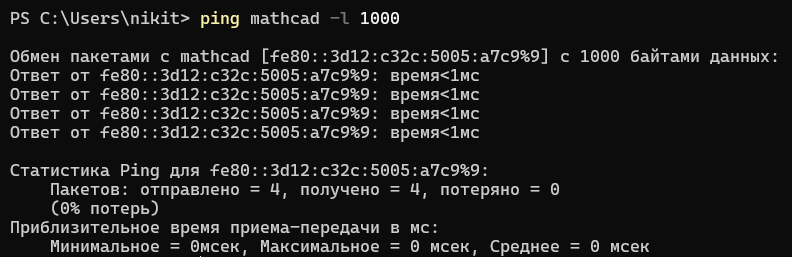 PS C:\Users\nikit> ping mathcad -l 1000
Обмен пакетами с mathcad [fe80::3d12:c32c:5005:a7c9%9] с 1000 байтами данных:
Ответ от fe80::3d12:c32c:5005:a7c9%9: время<1мс
Ответ от fe80::3d12:c32c:5005:a7c9%9: время<1мс
Ответ от fe80::3d12:c32c:5005:a7c9%9: время<1мс
Ответ от fe80::3d12:c32c:5005:a7c9%9: время<1мс
Статистика Ping для fe80::3d12:c32c:5005:a7c9%9:
Пакетов: отправлено = 4, получено = 4, потеряно = 0
(0% потерь)
Приблизительное время приема-передачи в мс:
Минимальное = 0мсек, Максимальное = 0 мсек, Среднее = 0 мсек